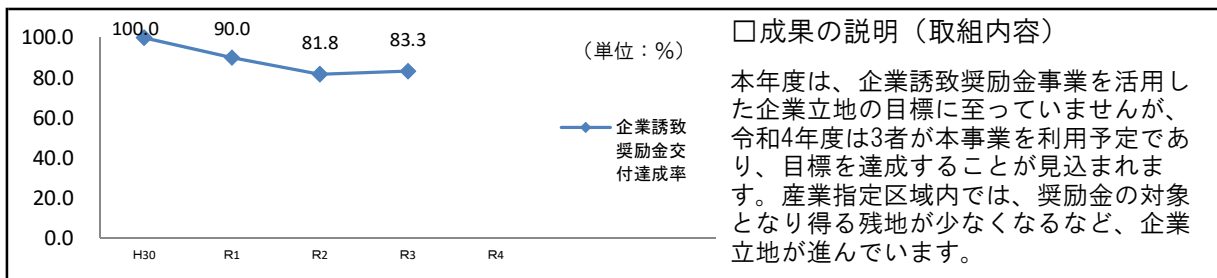 100.0
80.0
60.0
40.0
20.0
0.0
100.0
90.0
81.8
83.3
H30
R1
R2
R3
R4
（単位：％）
企業誘致
奨励金交
付達成率
□成果の説明（取組内容）
本年度は、企業誘致奨励金事業を活用し
た企業立地の目標に至っていませんが、
令和4年度は3者が本事業を利用予定であ
り、目標を達成することが見込まれま
す。産業指定区域内では、奨励金の対象
となり得る残地が少なくなるなど、企業
立地が進んでいます。